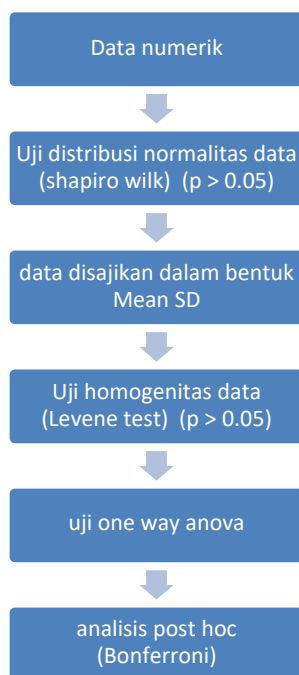 Data numerik
Uji distribusi normalitas data
(shapiro wilk) (p > 0.05)
data disajikan dalam bentuk
Mean SD
Uji homogenitas data
(Levene test) (p > 0.05)
uji one way anova
analisis post hoc
(Bonferroni)